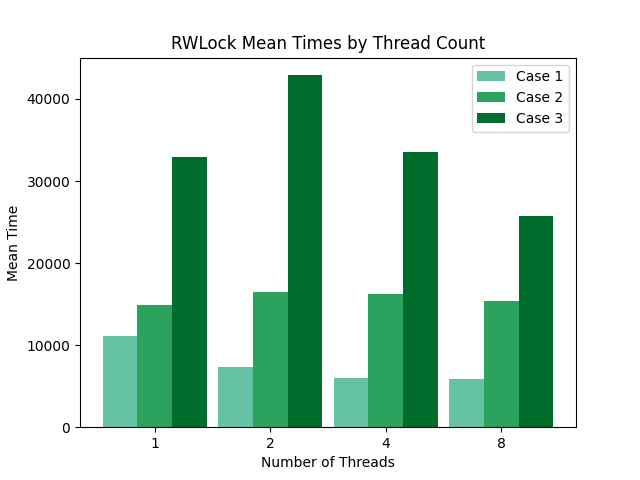 RWLock Mean Times by Thread Count
Case 1
Case 2
Case 3
40000
30000
20000
10000
0
Mean Time
1 2 4 8
Number of Threads